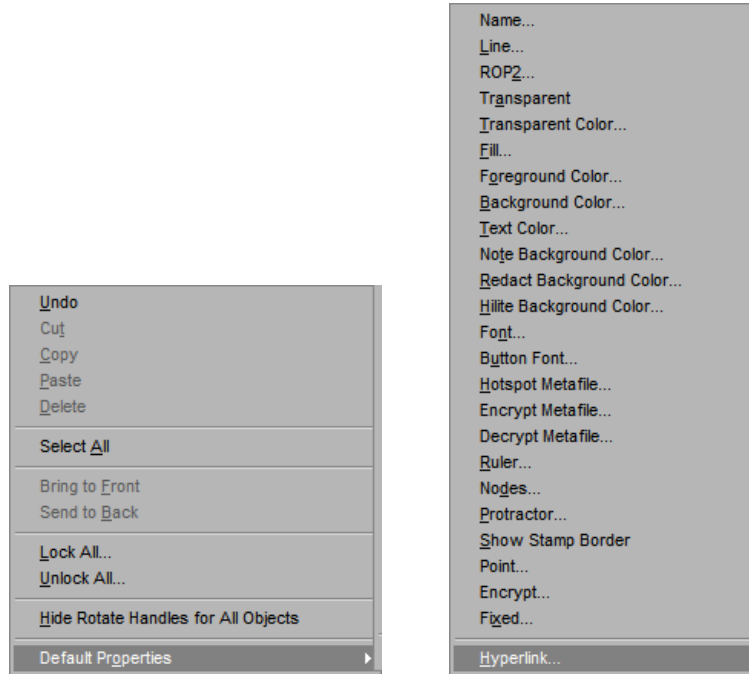 Undo
Cut
Copy
Paste
Delete
Select All
Bring to Front
Send to Back
Lock All...
Unlock All...
Hide Rotate Handles for All Objects
Default Properties
Name...
Line...
ROP2...
Transparent
Transparent Color...
Fill...
Foreground Color...
Background Color...
Text Color...
Note Background Color...
Redact Background Color...
Hilite Background Color...
Font...
Button Font...
Hotspot Metafile...
Encrypt Metafile...
Decrypt Metafile...
Ruler...
Nodes...
Protractor...
Show Stamp Border
Point...
Encrypt...
Fixed...
Hyperlink...